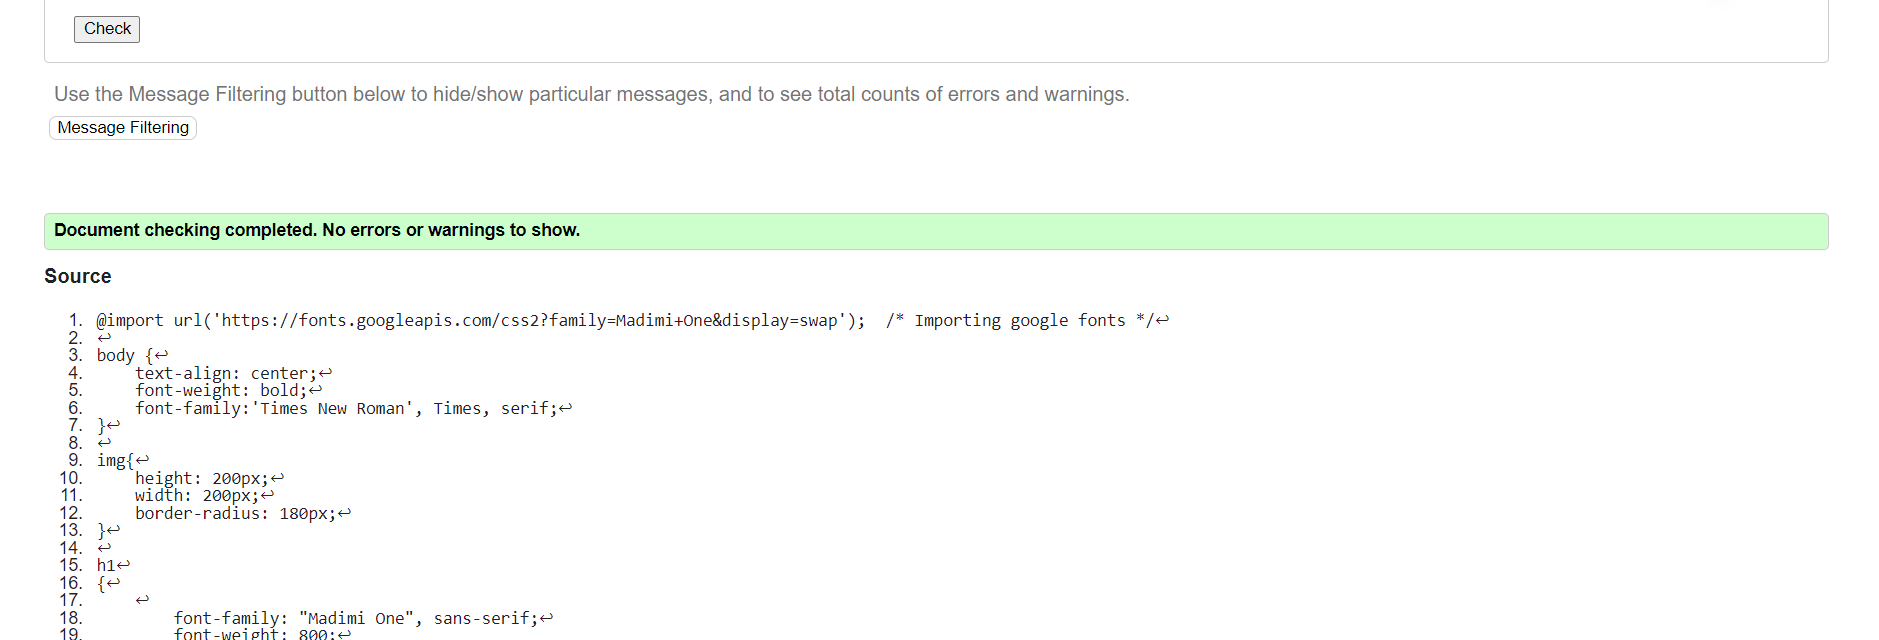 Check
Use the Message Filtering button below to hide/show particular messages, and to see total counts of errors and warnings.
Message Filtering
Document checking completed. No errors or warnings to show.
Source
1. @import url('https://fonts.googleapis.com/css2?family=Madimi+One&display=swap');  /* Importing google fonts */↩
2. ↩
3. body {↩
4.     text-align: center;↩
5.     font-weight: bold;↩
6.     font-family:'Times New Roman', Times, serif;↩
7. }↩
8. ↩
9. img{↩
10.     height: 200px;↩
11.     width: 200px;↩
12.     border-radius: 180px;↩
13. }↩
14. ↩
15. h1↩
16. {↩
17.     ↩
18.         font-family: "Madimi One", sans-serif;↩
19.         font-weight: 800;↩